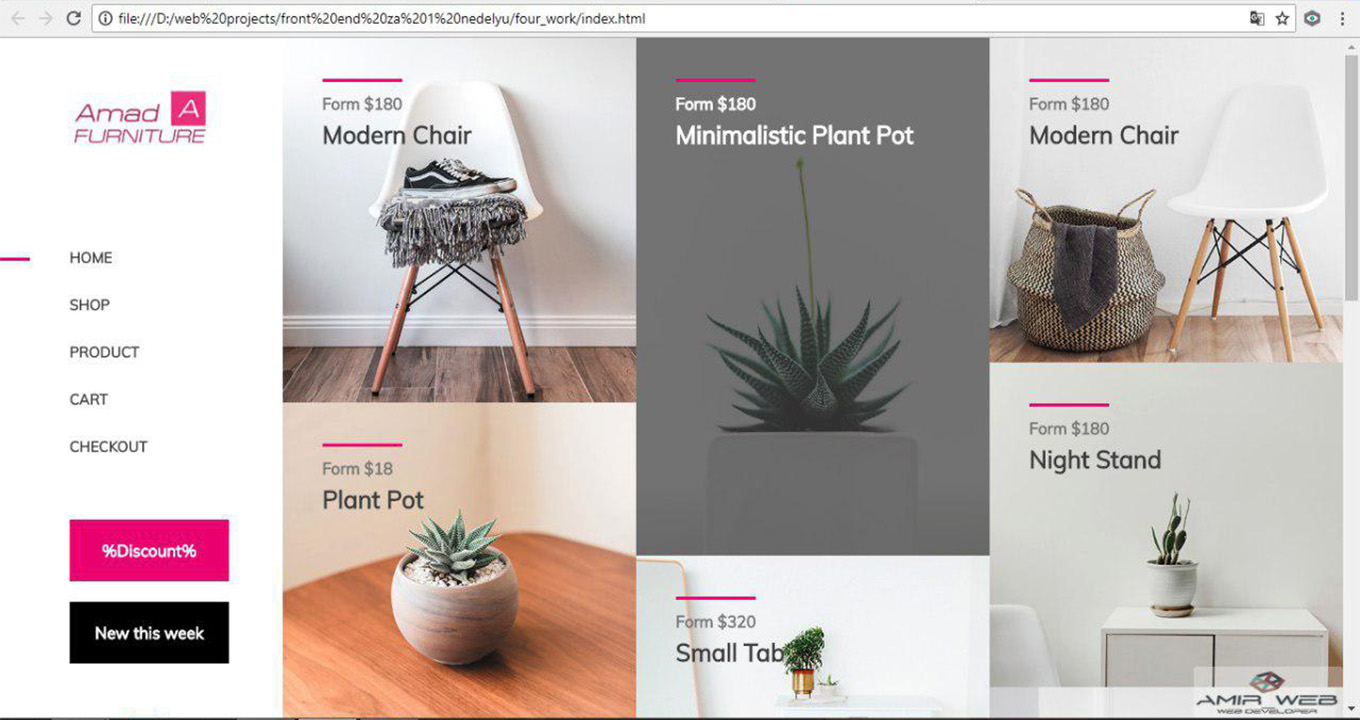 file:///D:/web%20projects/front%20end%20za%201%20nedelyu/four_work/index.html
Amad A
FURNITURE
HOME
SHOP
PRODUCT
CART
CHECKOUT
%Discount%
New this week
Form $180
Modern Chair
Form $18
Plant Pot
Form $180
Minimalistic Plant Pot
Form $320
Small Tab
Form $180
Modern Chair
Form $180
Night Stand
AMIR WEB
WEB DEVELOPER